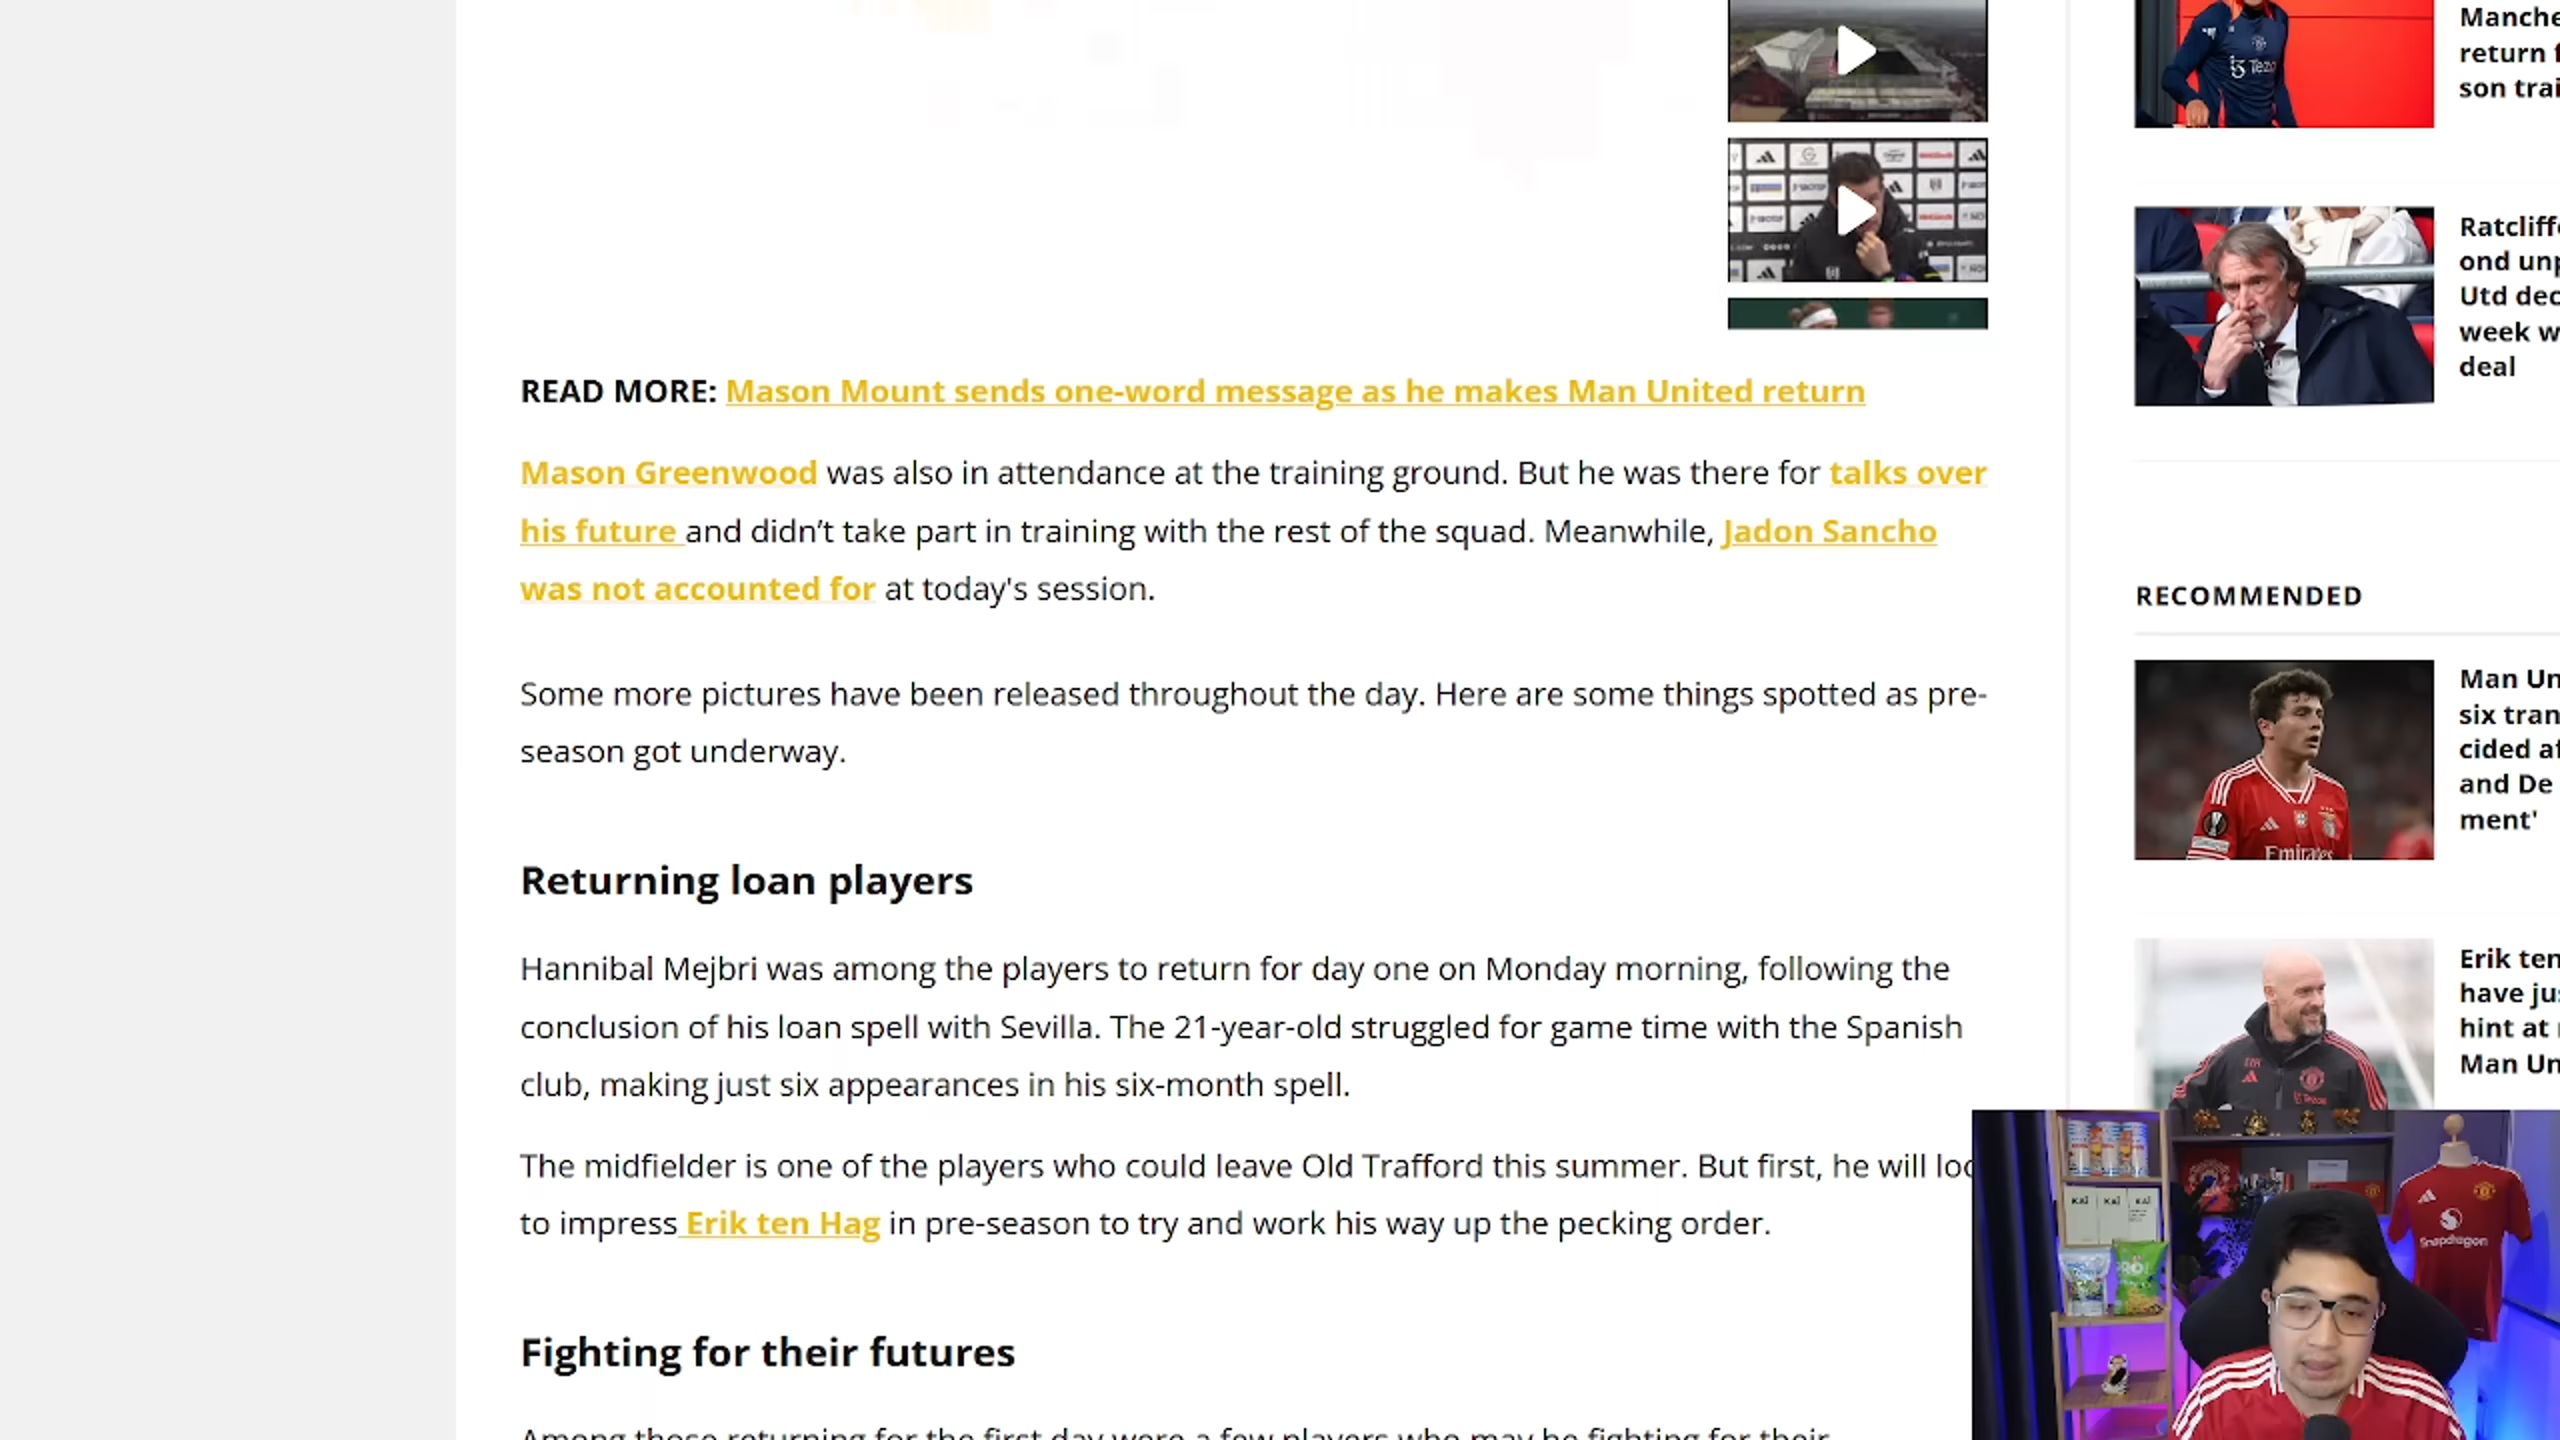 READ MORE: Mason Mount sends one-word message as he makes Man United return
Mason Greenwood was also in attendance at the training ground. But he was there for talks over
his future and didn’t take part in training with the rest of the squad. Meanwhile, Jadon Sancho
was not accounted for at today's session.
Some more pictures have been released throughout the day. Here are some things spotted as pre-
season got underway.
Returning loan players
Hannibal Mejbri was among the players to return for day one on Monday morning, following the
conclusion of his loan spell with Sevilla. The 21-year-old struggled for game time with the Spanish
club, making just six appearances in his six-month spell.
The midfielder is one of the players who could leave Old Trafford this summer. But first, he will loo
to impress Erik ten Hag in pre-season to try and work his way up the pecking order.
Fighting for their futures
Among those returning for the first day were a few players who may be fighting for their
Manche
return f
son trai
Ratcliffe
ond unp
Utd dec
week w
deal
RECOMMENDED
Man Un
six tran
cided af
and De
ment'
Emirates
Erik ten
have jus
hint at
Man Un
KAI KAI KAI
Snapdragon